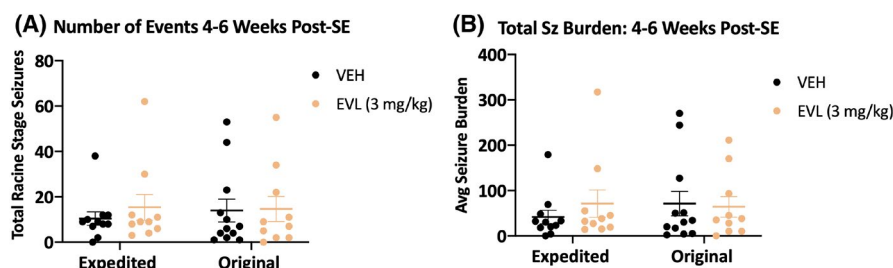 (A) Number of Events 4-6 Weeks Post-SE
Total Racine Stage Seizures
80
60
40
20
0
Expedited
Original
VEH
EVL (3 mg/kg)
(B) Total Sz Burden: 4-6 Weeks Post-SE
Avg Seizure Burden
400
300
200
100
0
Expedited
Original
VEH
EVL (3 mg/kg)